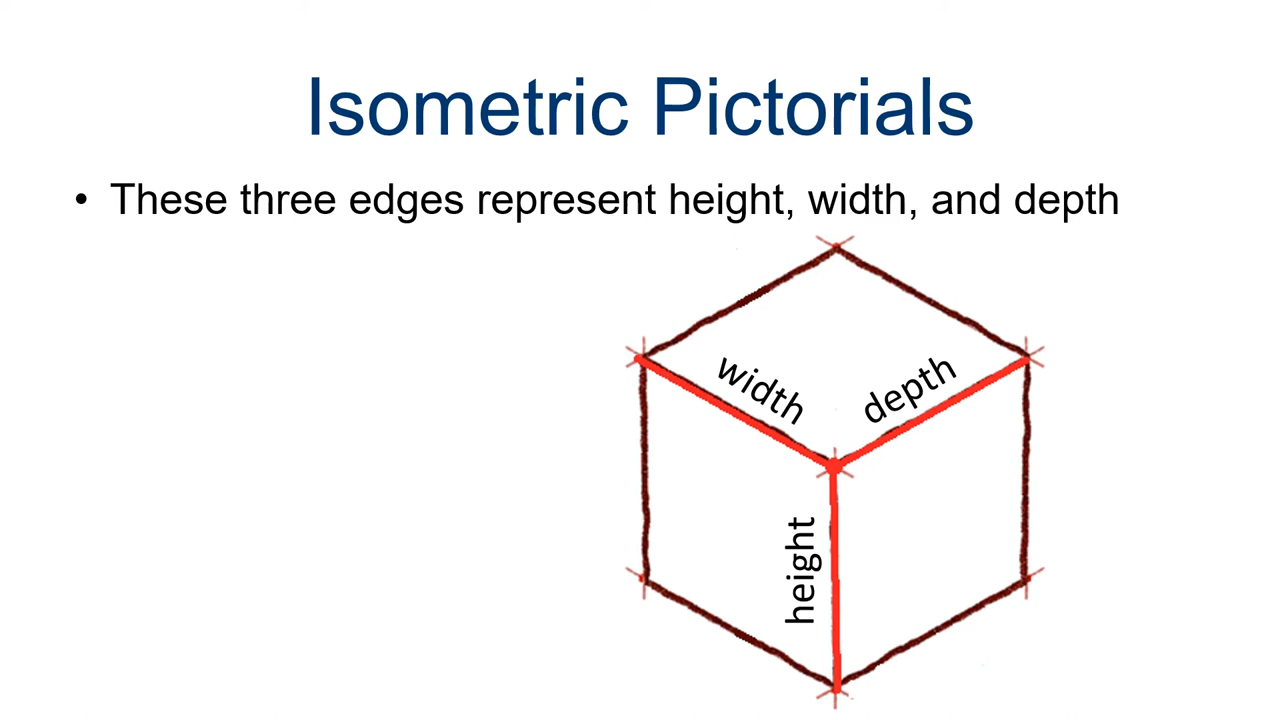 Isometric Pictorials
• These three edges represent height, width, and depth
width
depth
height